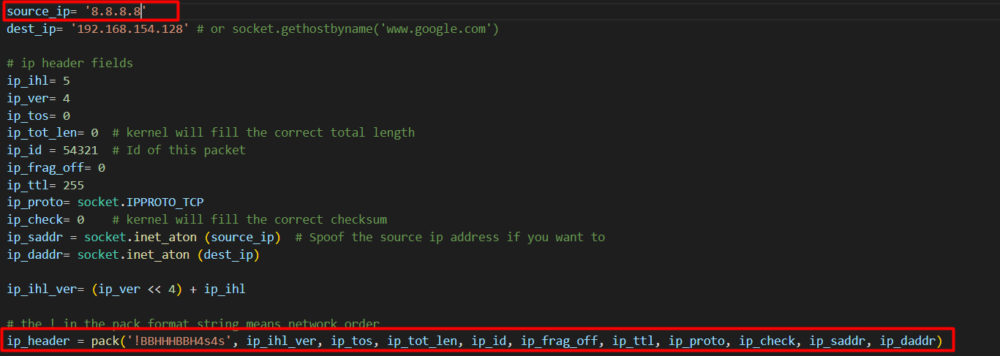 source_ip= '8.8.8.8'
dest_ip= '192.168.154.128' # or socket.gethostbyname('www.google.com')
# ip header fields
ip_ihl= 5
ip_ver= 4
ip_tos= 0
ip_tot_len= 0  # kernel will fill the correct total length
ip_id = 54321  # Id of this packet
ip_frag_off= 0
ip_ttl= 255
ip_proto= socket.IPPROTO_TCP
ip_check= 0    # kernel will fill the correct checksum
ip_saddr = socket.inet_aton (source_ip)  # Spoof the source ip address if you want to
ip_daddr= socket.inet_aton (dest_ip)
ip_ihl_ver= (ip_ver << 4) + ip_ihl
# the ! in the pack format string means network order
ip_header = pack('!BBHHHBBH4s4s', ip_ihl_ver, ip_tos, ip_tot_len, ip_id, ip_frag_off, ip_ttl, ip_proto, ip_check, ip_saddr, ip_daddr)